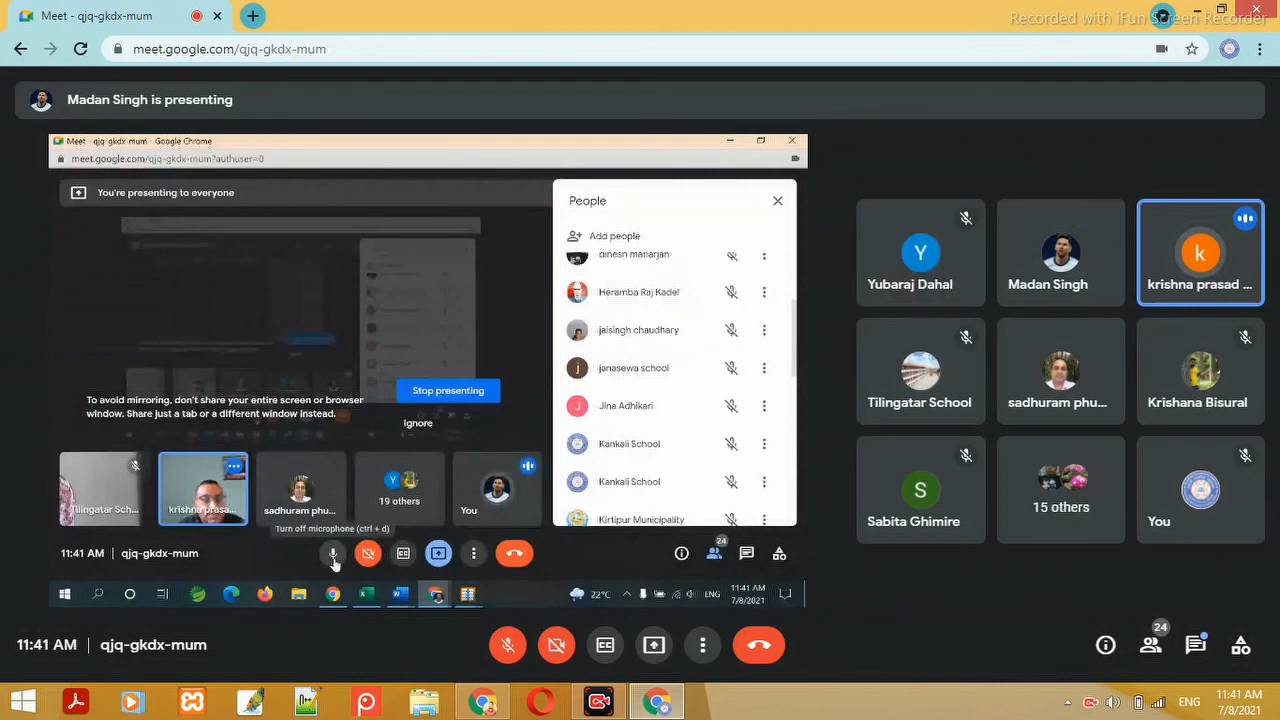 Meet - qjq-gkdx-mum
Recorded with iFun Screen Recorder
meet.google.com/qjq-gkdx-mum
Madan Singh is presenting
Meet - qjq-gkdx-mum - Google Chrome
meet.google.com/qjq-gkdx-mum?authuser=0
You're presenting to everyone
People
Add people
dinesh manarjan
Heramba Raj Kadel
jaisingh chaudhary
janasewa school
Jina Adhikari
Kankali School
Kankali School
Kirtipur Municipality
Stop presenting
To avoid mirroring, don't share your entire screen or browser
window. Share just a tab or a different window instead.
Ignore
Tilingatar Sch...
krishna prasa...
sadhuram phu...
19 others
You
Turn off microphone (ctrl + d)
11:41 AM | qjq-gkdx-mum
24
22°C
ENG
11:41 AM
7/8/2021
Yubaraj Dahal
Madan Singh
krishna prasad ...
Tilingatar School
sadhuram phu...
Krishana Bisural
Sabita Ghimire
15 others
You
Y
k
S
j
J
Y
11:41 AM | qjq-gkdx-mum
24
ENG
11:41 AM
7/8/2021